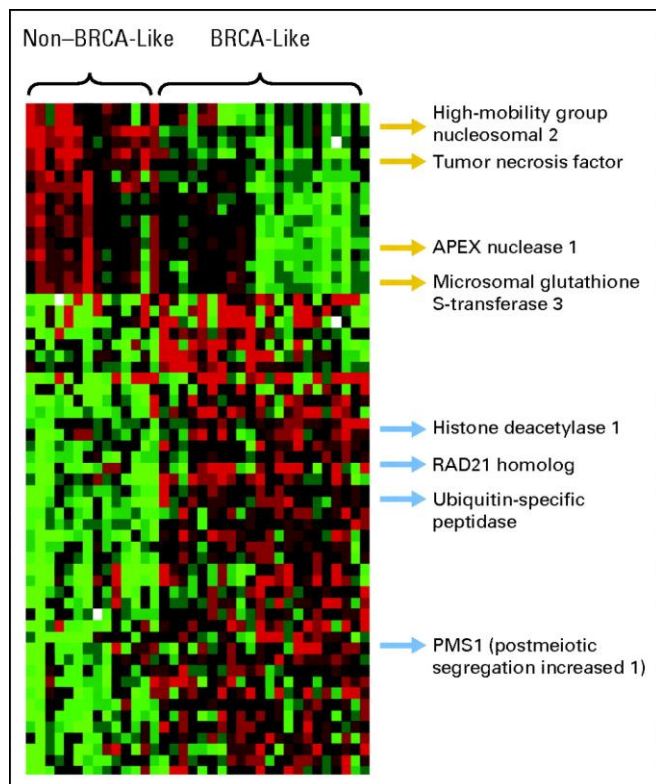 Non–BRCA-Like BRCA-Like
High-mobility group
nucleosomal 2
Tumor necrosis factor
APEX nuclease 1
Microsomal glutathione
S-transferase 3
Histone deacetylase 1
RAD21 homolog
Ubiquitin-specific
peptidase
PMS1 (postmeiotic
segregation increased 1)